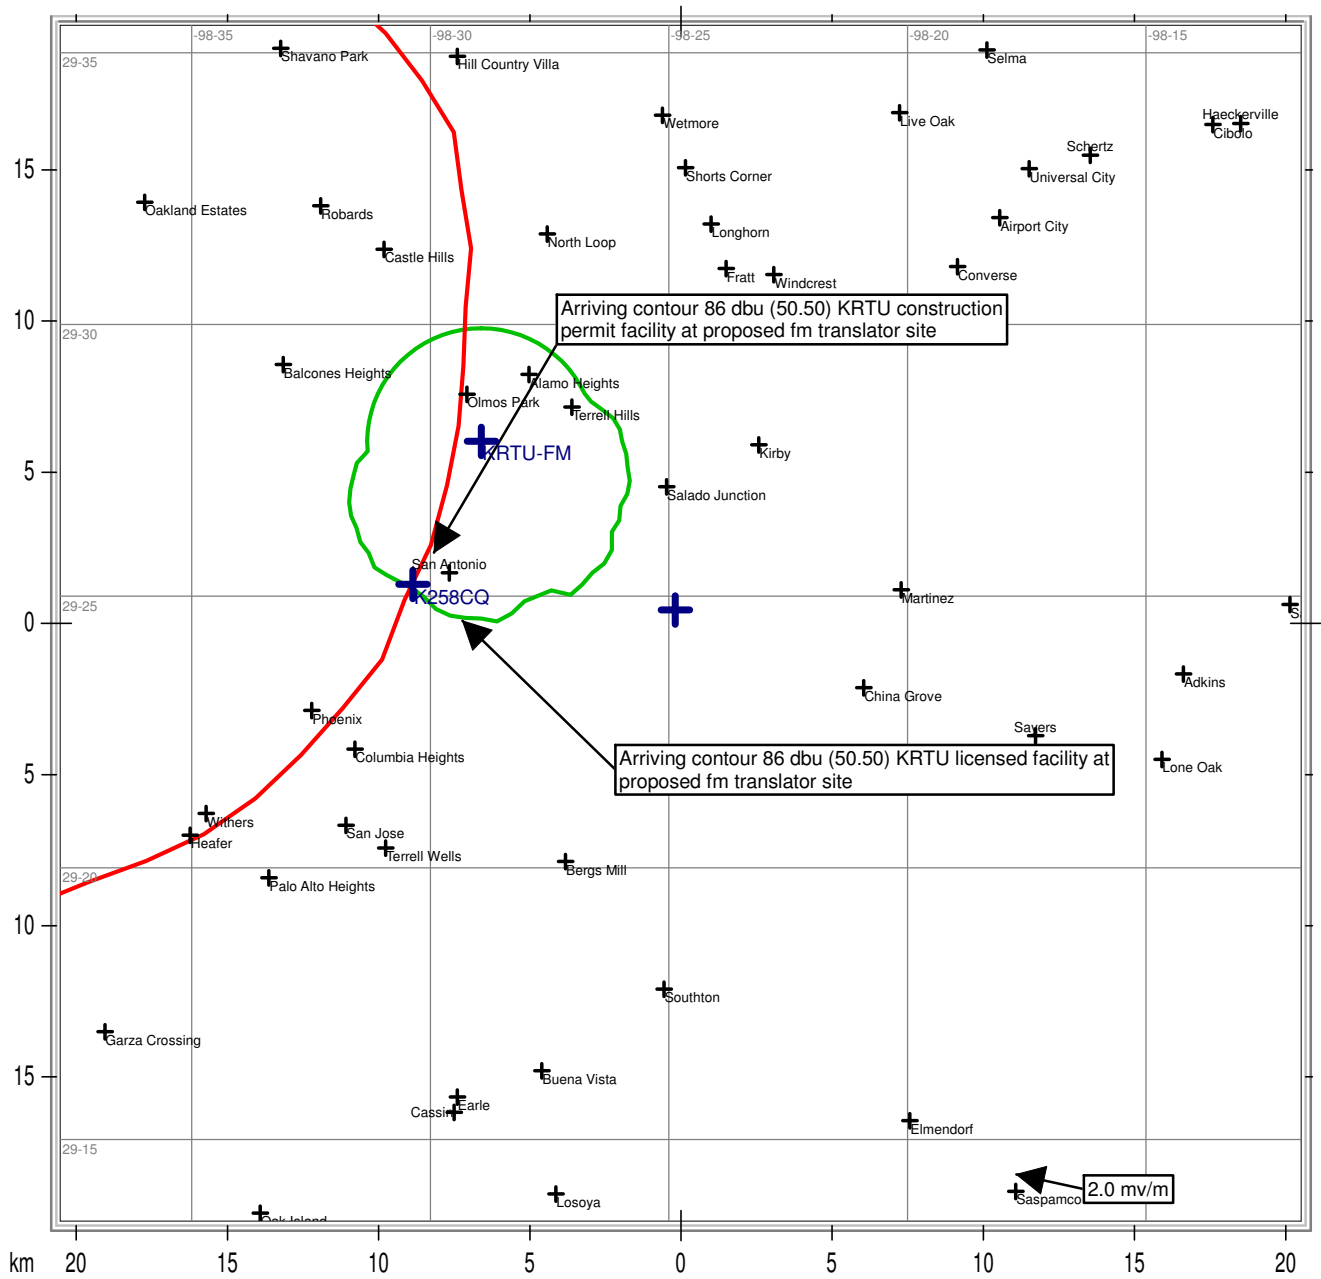 -98-35
-98-30
-98-25
-98-20
-98-15
29-35
Shavano Park
Hill Country Villa
Selma
Wetmore
Live Oak
Haeckerville
Cibolo
Schertz
15
Shorts Corner
Universal City
Oakland Estates
Robards
Longhorn
Airport City
North Loop
Castle Hills
Fratt
Windcrest
Converse
Arriving contour 86 dbu (50.50) KRTU construction
permit facility at proposed fm translator site
10
29-30
Balcones Heights
Alamo Heights
Olmos Park
Terrell Hills
KRTU-FM
Kirby
5
Salado Junction
San Antonio
K258CQ
29-25
Martinez
S
0
Adkins
China Grove
Phoenix
Sayers
Columbia Heights
Arriving contour 86 dbu (50.50) KRTU licensed facility at
proposed fm translator site
Lone Oak
5
Withers
Heafer
San Jose
Terrell Wells
Bergs Mill
29-20
Palo Alto Heights
10
Southton
Garza Crossing
15
Buena Vista
Earle
Cassin
Elmendorf
29-15
2.0 mv/m
Saspamco
Losoya
Oak Island
km
20
15
10
5
0
5
10
15
20